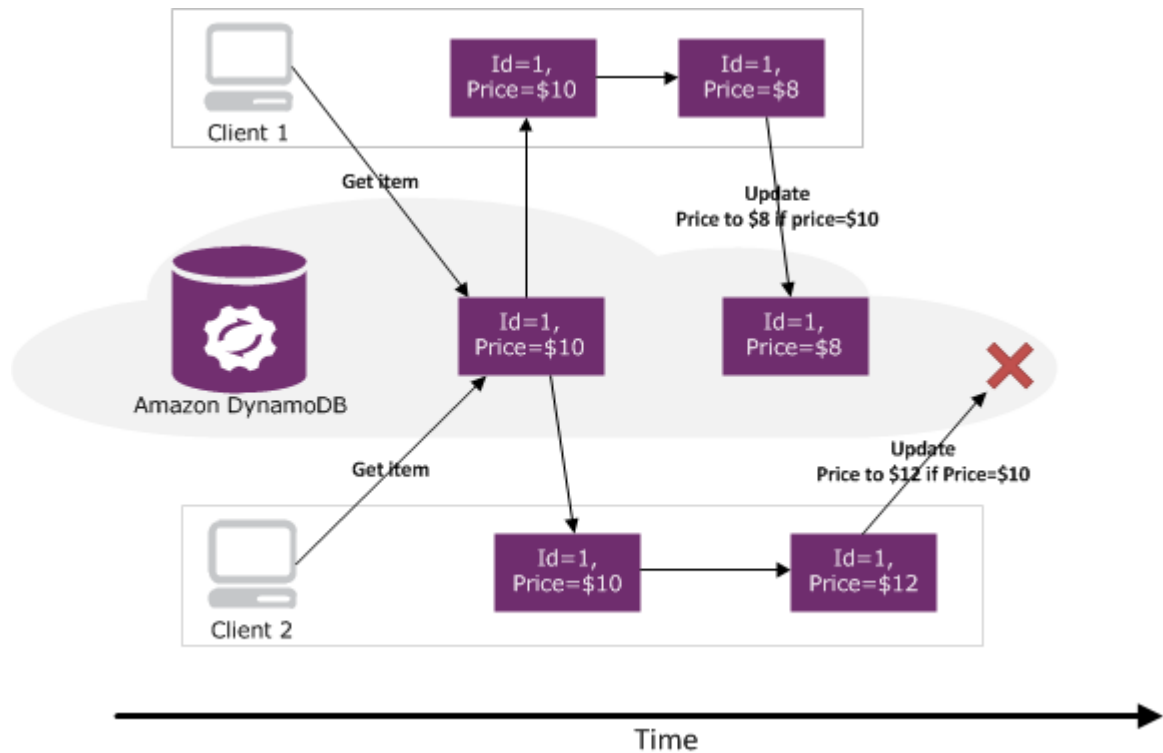 Client 1
Id=1,
Price=$10
Id=1,
Price=$8
Get item
Update
Price to $8 if price=$10
Amazon DynamoDB
Id=1,
Price=$10
Id=1,
Price=$8
Get item
Update
Price to $12 if Price=$10
Client 2
Id=1,
Price=$10
Id=1,
Price=$12
Time